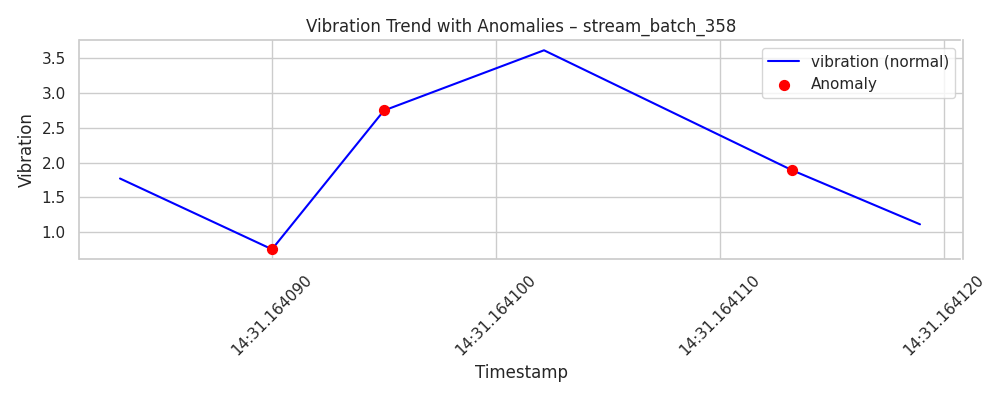 Vibration Trend with Anomalies – stream_batch_358
vibration (normal)
Anomaly
Vibration
3.5
3.0
2.5
2.0
1.5
1.0
14:31.164090
14:31.164100
14:31.164110
14:31.164120
Timestamp